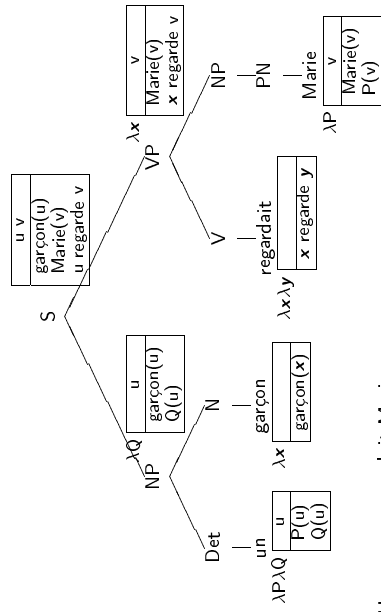 u v
garçon(u)
Marie(v)
u regarde v
S
λQ
u
garçon(u)
Q(u)
λx
v
Marie(v)
x regarde v
NP
VP
Det
N
V
NP
PN
un
garçon
regardait
Marie
λPλQ
u
P(u)
Q(u)
λx
garçon(x)
λxλy
x regarde y
λP
v
Marie(v)
P(v)